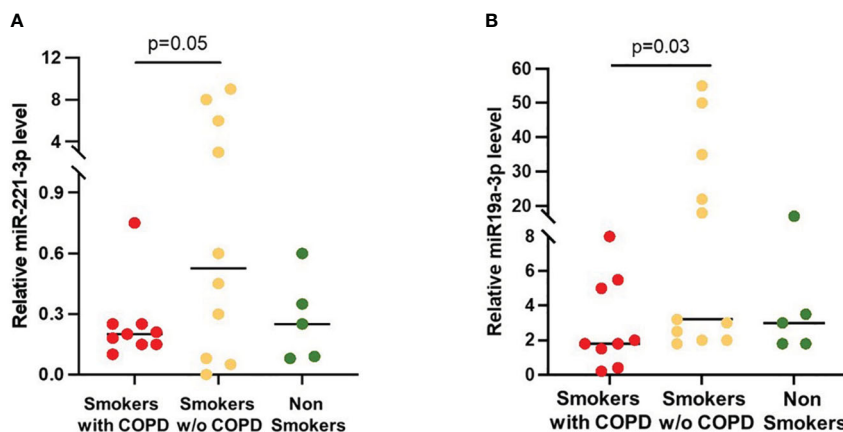 A
p=0.05
Relative miR-221-3p level
12
8
4
0.9
0.6
0.3
0.0
Smokers
with COPD
Smokers
w/o COPD
Non
Smokers
B
p=0.03
Relative miR19a-3p leevel
60
50
40
30
20
8
6
4
2
0
Smokers
with COPD
Smokers
w/o COPD
Non
Smokers